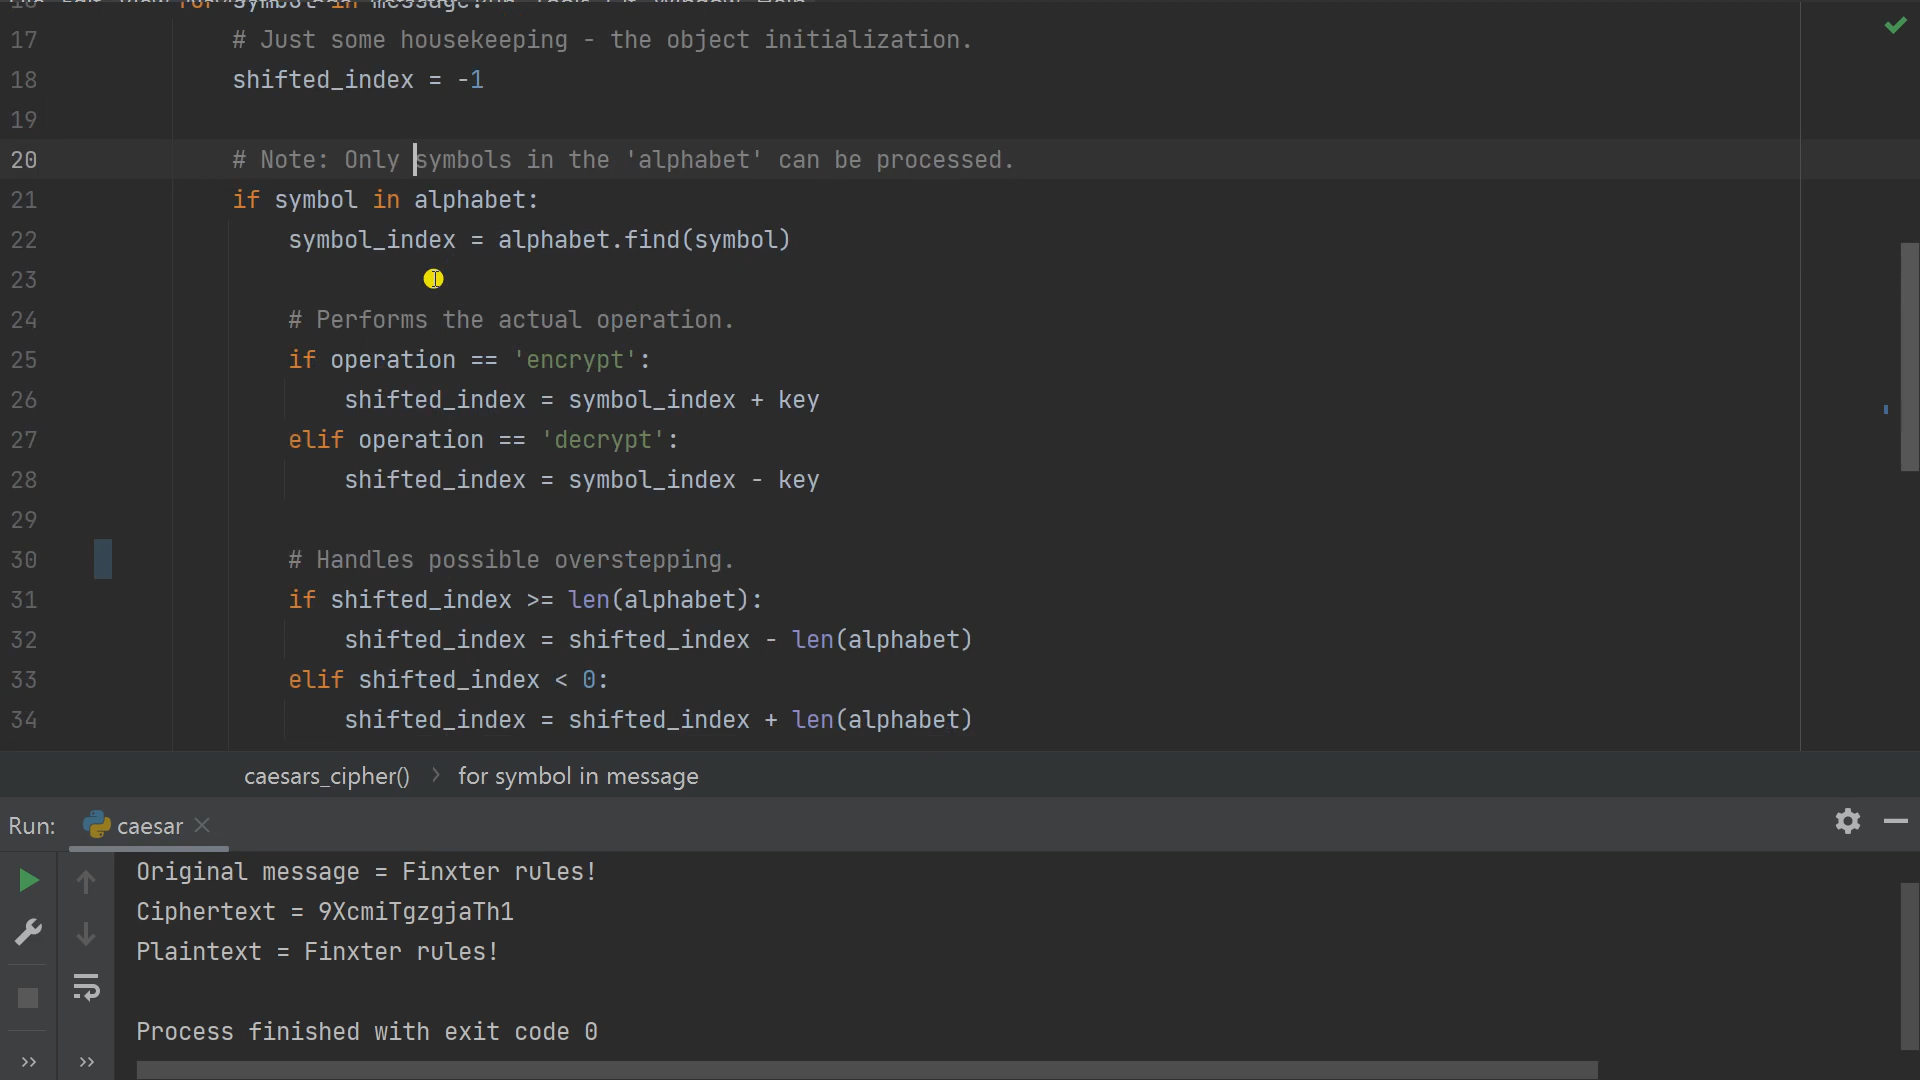 for symbol in message:
17 # Just some housekeeping - the object initialization.
18 shifted_index = -1
19
20 # Note: Only symbols in the 'alphabet' can be processed.
21 if symbol in alphabet:
22 symbol_index = alphabet.find(symbol)
23
24 # Performs the actual operation.
25 if operation == 'encrypt':
26 shifted_index = symbol_index + key
27 elif operation == 'decrypt':
28 shifted_index = symbol_index - key
29
30 # Handles possible overstepping.
31 if shifted_index >= len(alphabet):
32 shifted_index = shifted_index - len(alphabet)
33 elif shifted_index < 0:
34 shifted_index = shifted_index + len(alphabet)
caesars_cipher() for symbol in message
Run: caesar
Original message = Finxter rules!
Ciphertext = 9XcmiTgzgjaTh1
Plaintext = Finxter rules!
Process finished with exit code 0